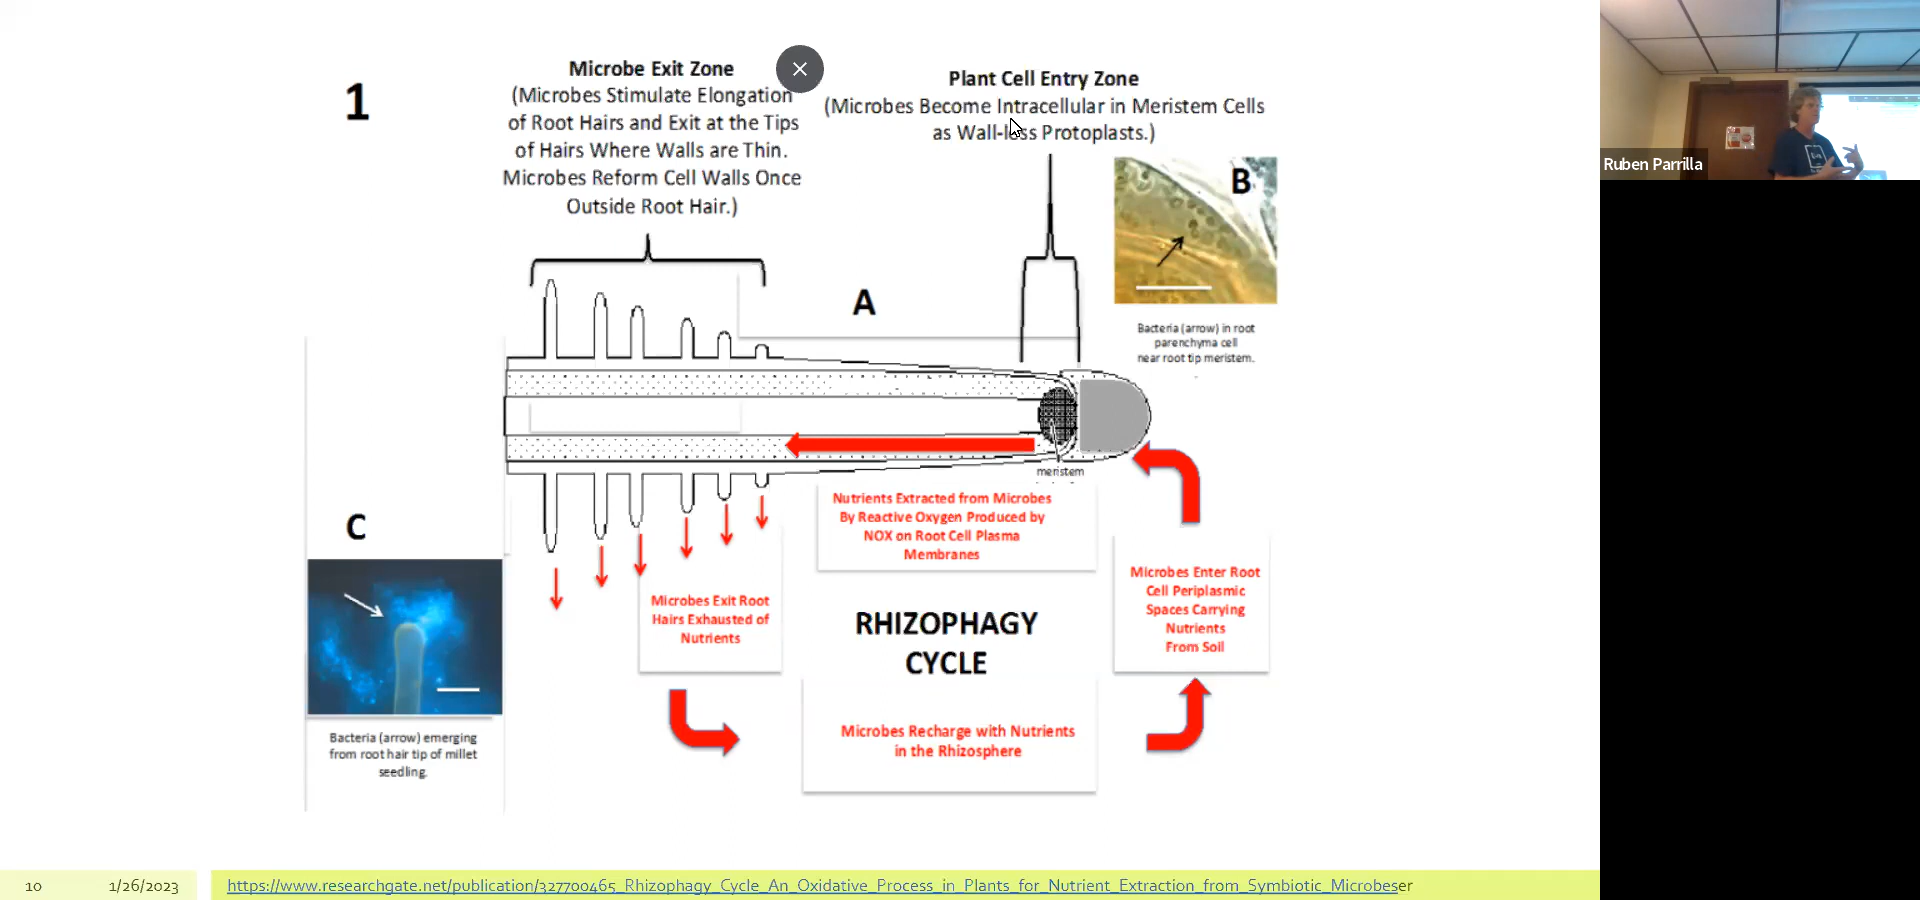 1
Microbe Exit Zone
(Microbes Stimulate Elongation
of Root Hairs and Exit at the Tips
of Hairs Where Walls are Thin.
Microbes Reform Cell Walls Once
Outside Root Hair.)
Plant Cell Entry Zone
(Microbes Become Intracellular in Meristem Cells
as Wall-less Protoplasts.)
B
Bacteria (arrow) in root
parenchyma cell
near root tip meristem.
A
meristem
Nutrients Extracted from Microbes
By Reactive Oxygen Produced by
NOX on Root Cell Plasma
Membranes
C
Bacteria (arrow) emerging
from root hair tip of millet
seedling.
Microbes Exit Root
Hairs Exhausted of
Nutrients
RHIZOPHAGY
CYCLE
Microbes Enter Root
Cell Periplasmic
Spaces Carrying
Nutrients
From Soil
Microbes Recharge with Nutrients
in the Rhizosphere
10
1/26/2023
https://www.researchgate.net/publication/327700465_Rhizophagy_Cycle_An_Oxidative_Process_in_Plants_for_Nutrient_Extraction_from_Symbiotic_Microbeser
Ruben Parrilla